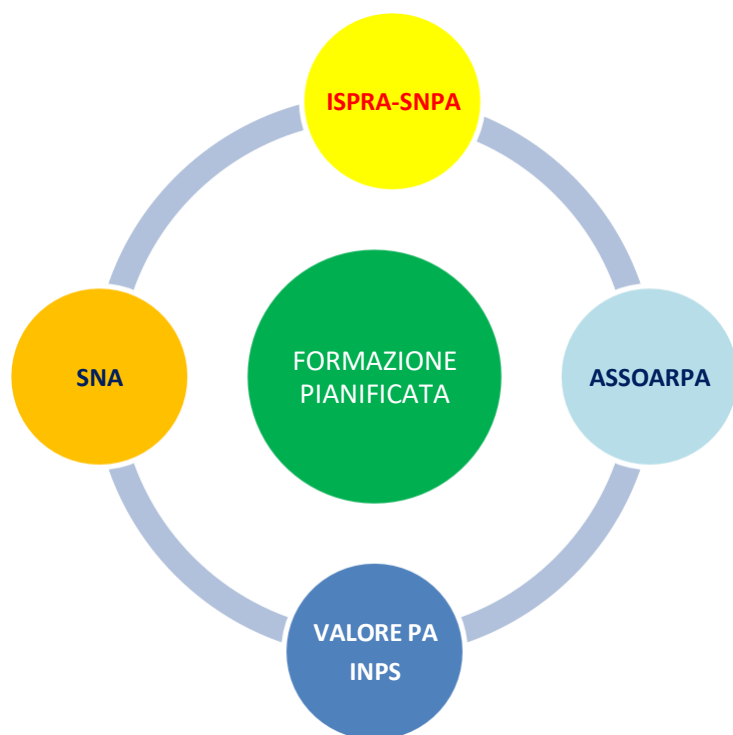 ISPRA-SNPA
SNA
FORMAZIONE
PIANIFICATA
ASSOARPA
VALORE PA
INPS